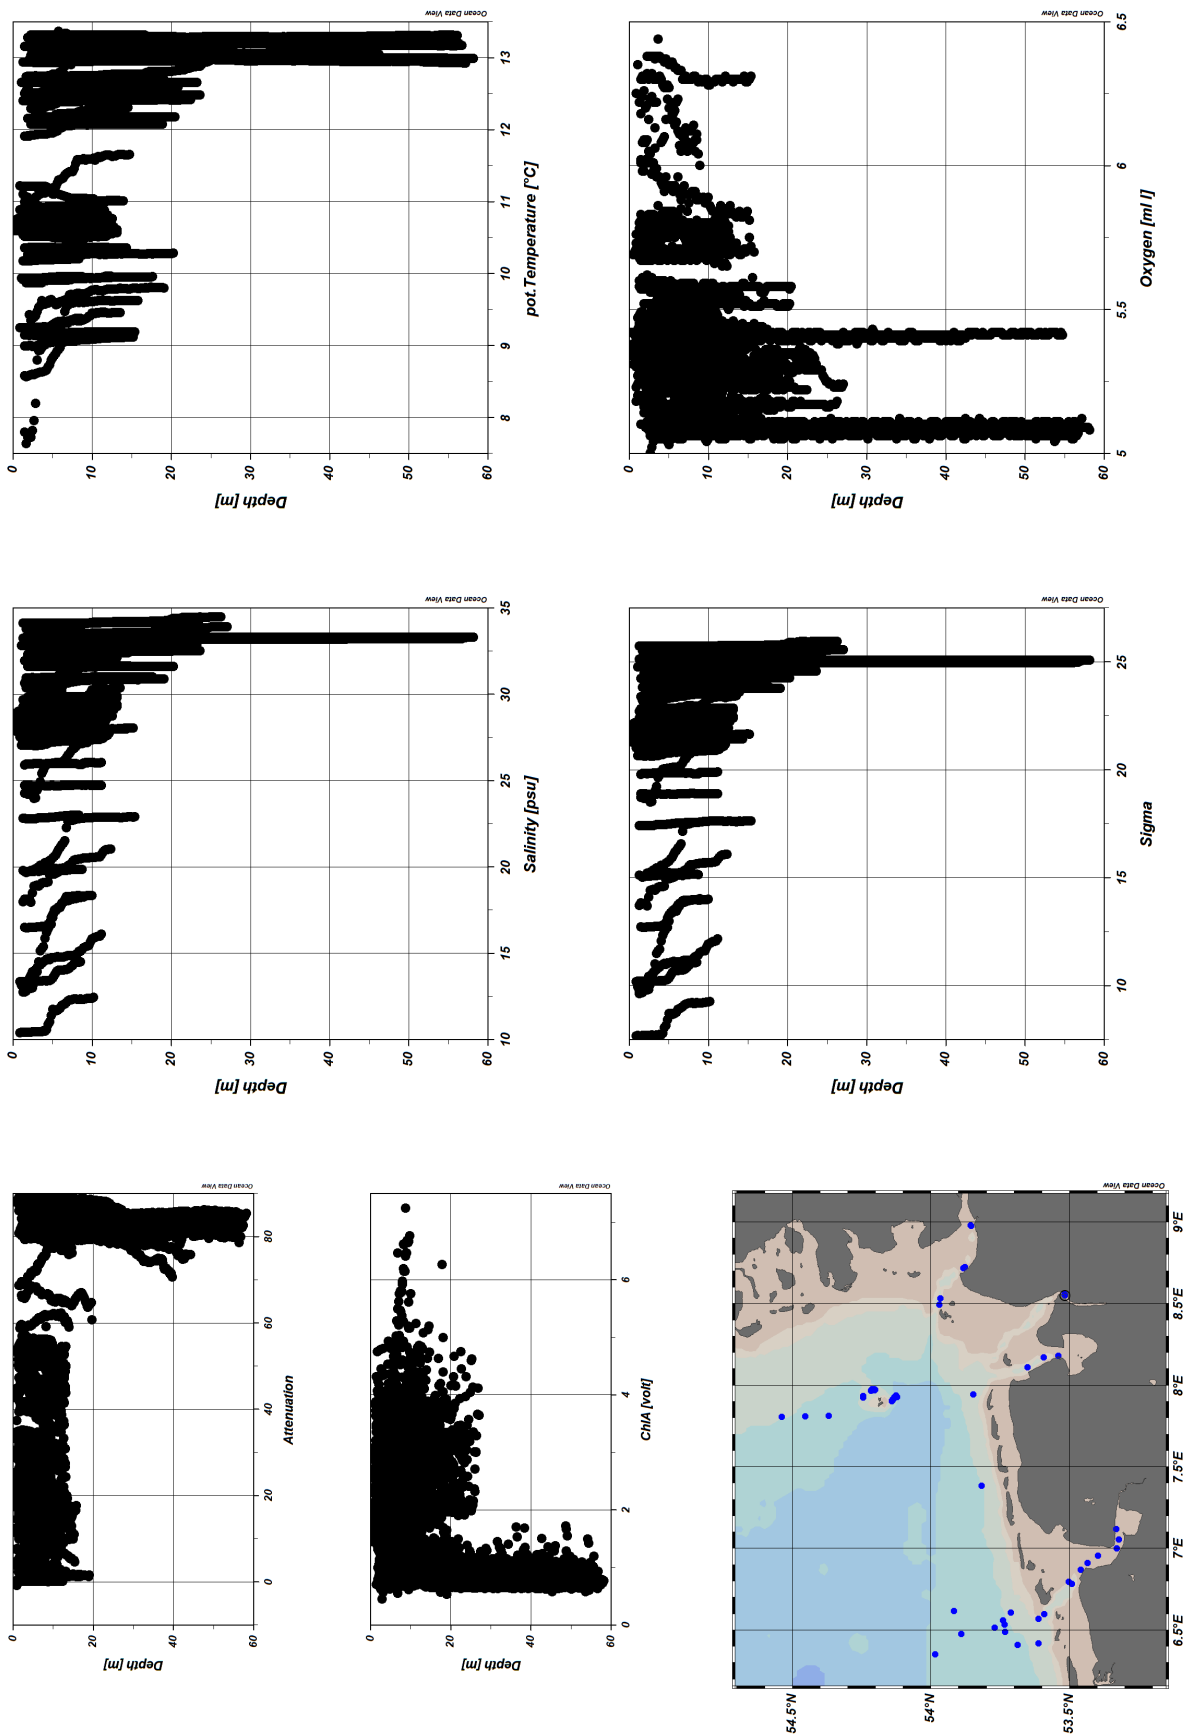 Ocean Data View
0
20
40
60
Depth [m]
0 20 40 60 80
Attenuation
Ocean Data View
0
20
40
60
Depth [m]
0 2 4 6
ChlA [volt]
Ocean Data View
0
10
20
30
40
50
60
Depth [m]
10 15 20 25 30 35
Salinity [psu]
Ocean Data View
0
10
20
30
40
50
60
Depth [m]
8 9 10 11 12 13
pot.Temperature [°C]
Ocean Data View
54.5°N
54°N
53.5°N
6.5°E 7°E 7.5°E 8°E 8.5°E 9°E
Ocean Data View
0
10
20
30
40
50
60
Depth [m]
10 15 20 25
Sigma
Ocean Data View
0
10
20
30
40
50
60
Depth [m]
5 5.5 6 6.5
Oxygen [ml l]